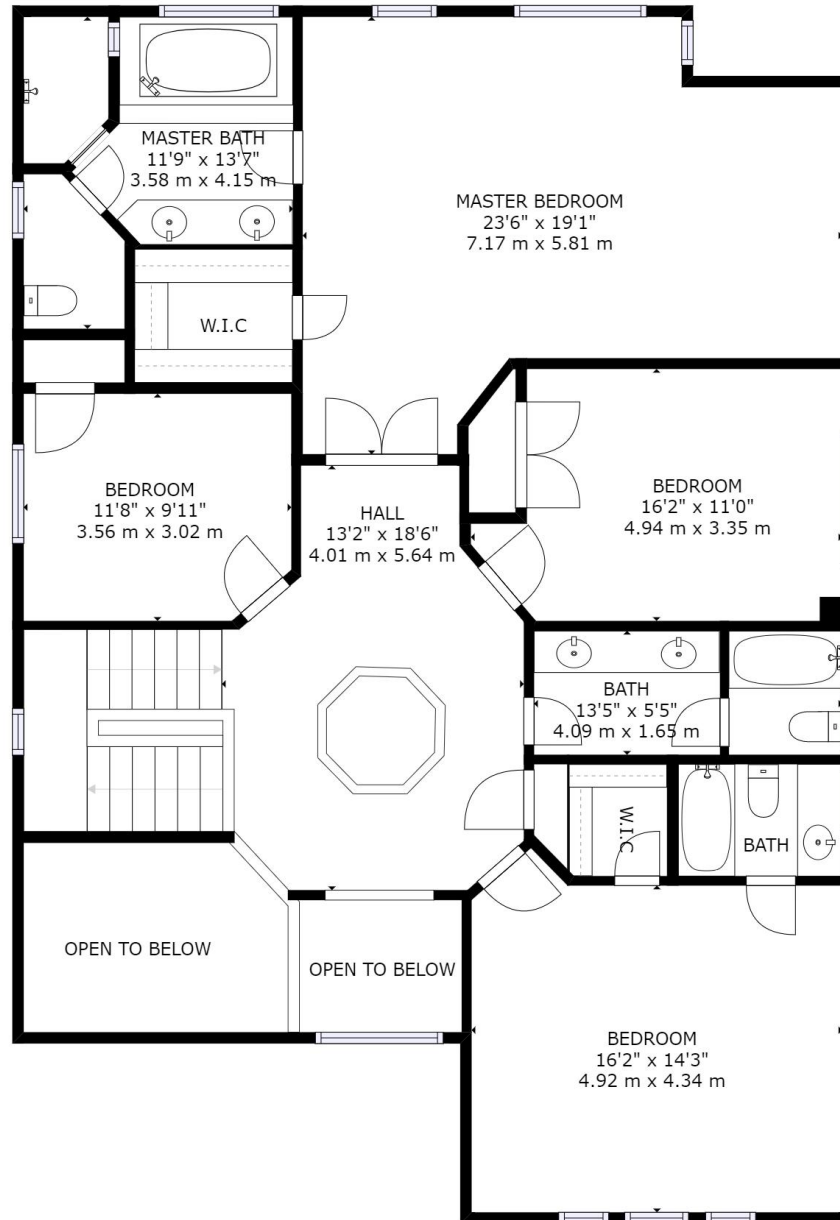 MASTER BATH
11'9" x 13'7"
3.58 m x 4.15 m
MASTER BEDROOM
23'6" x 19'1"
7.17 m x 5.81 m
W.I.C
BEDROOM
11'8" x 9'11"
3.56 m x 3.02 m
HALL
13'2" x 18'6"
4.01 m x 5.64 m
BEDROOM
16'2" x 11'0"
4.94 m x 3.35 m
BATH
13'5" x 5'5"
4.09 m x 1.65 m
W.I.C
BATH
OPEN TO BELOW
OPEN TO BELOW
BEDROOM
16'2" x 14'3"
4.92 m x 4.34 m